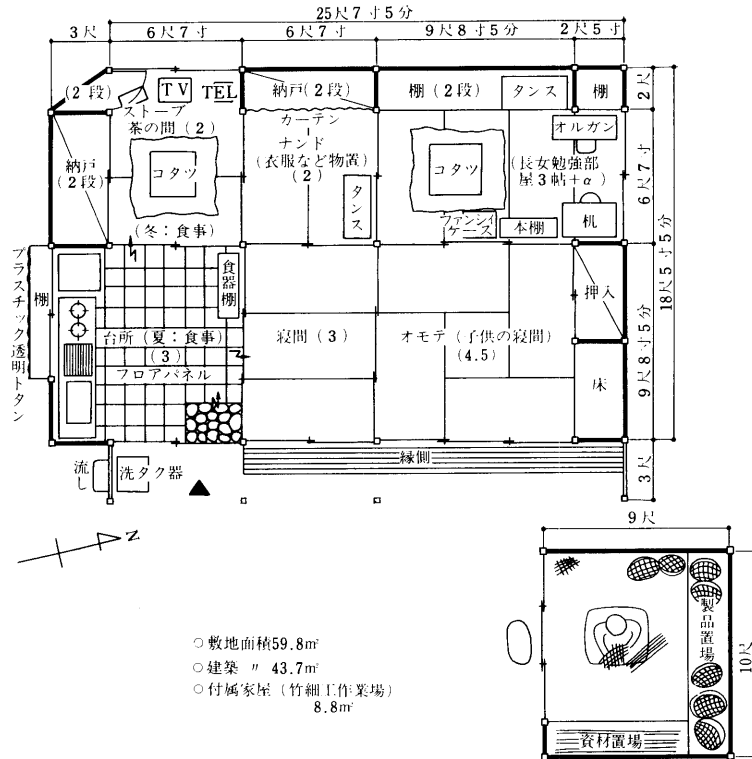 25尺7寸5分
3尺 6尺7寸 6尺7寸 9尺8寸5分 2尺5寸
(2段)
ストーブ
TV
TEL
納戸(2段)
棚(2段)
タンス
棚
2尺
茶の間(2)
カーテン
ナンド
(衣服など物置)
(2)
オルガン
納戸
(2段)
コタツ
コタツ
(長女勉強部
屋3帖+α)
タンス
6尺7寸
(冬:食事)
ファンシイ
ケース
本棚
机
18尺5寸5分
プラスチック透明トタン
棚
食器棚
押入
台所(夏:食事)
(3)
フロアパネル
寝間(3)
オモテ(子供の寝間)
(4.5)
9尺8寸5分
床
縁側
3尺
流し
洗タク器
N
9尺
製品置場
10尺
資材置場
○敷地面積59.8㎡
○建築 〃 43.7㎡
○付属家屋(竹細工作業場)
8.8㎡